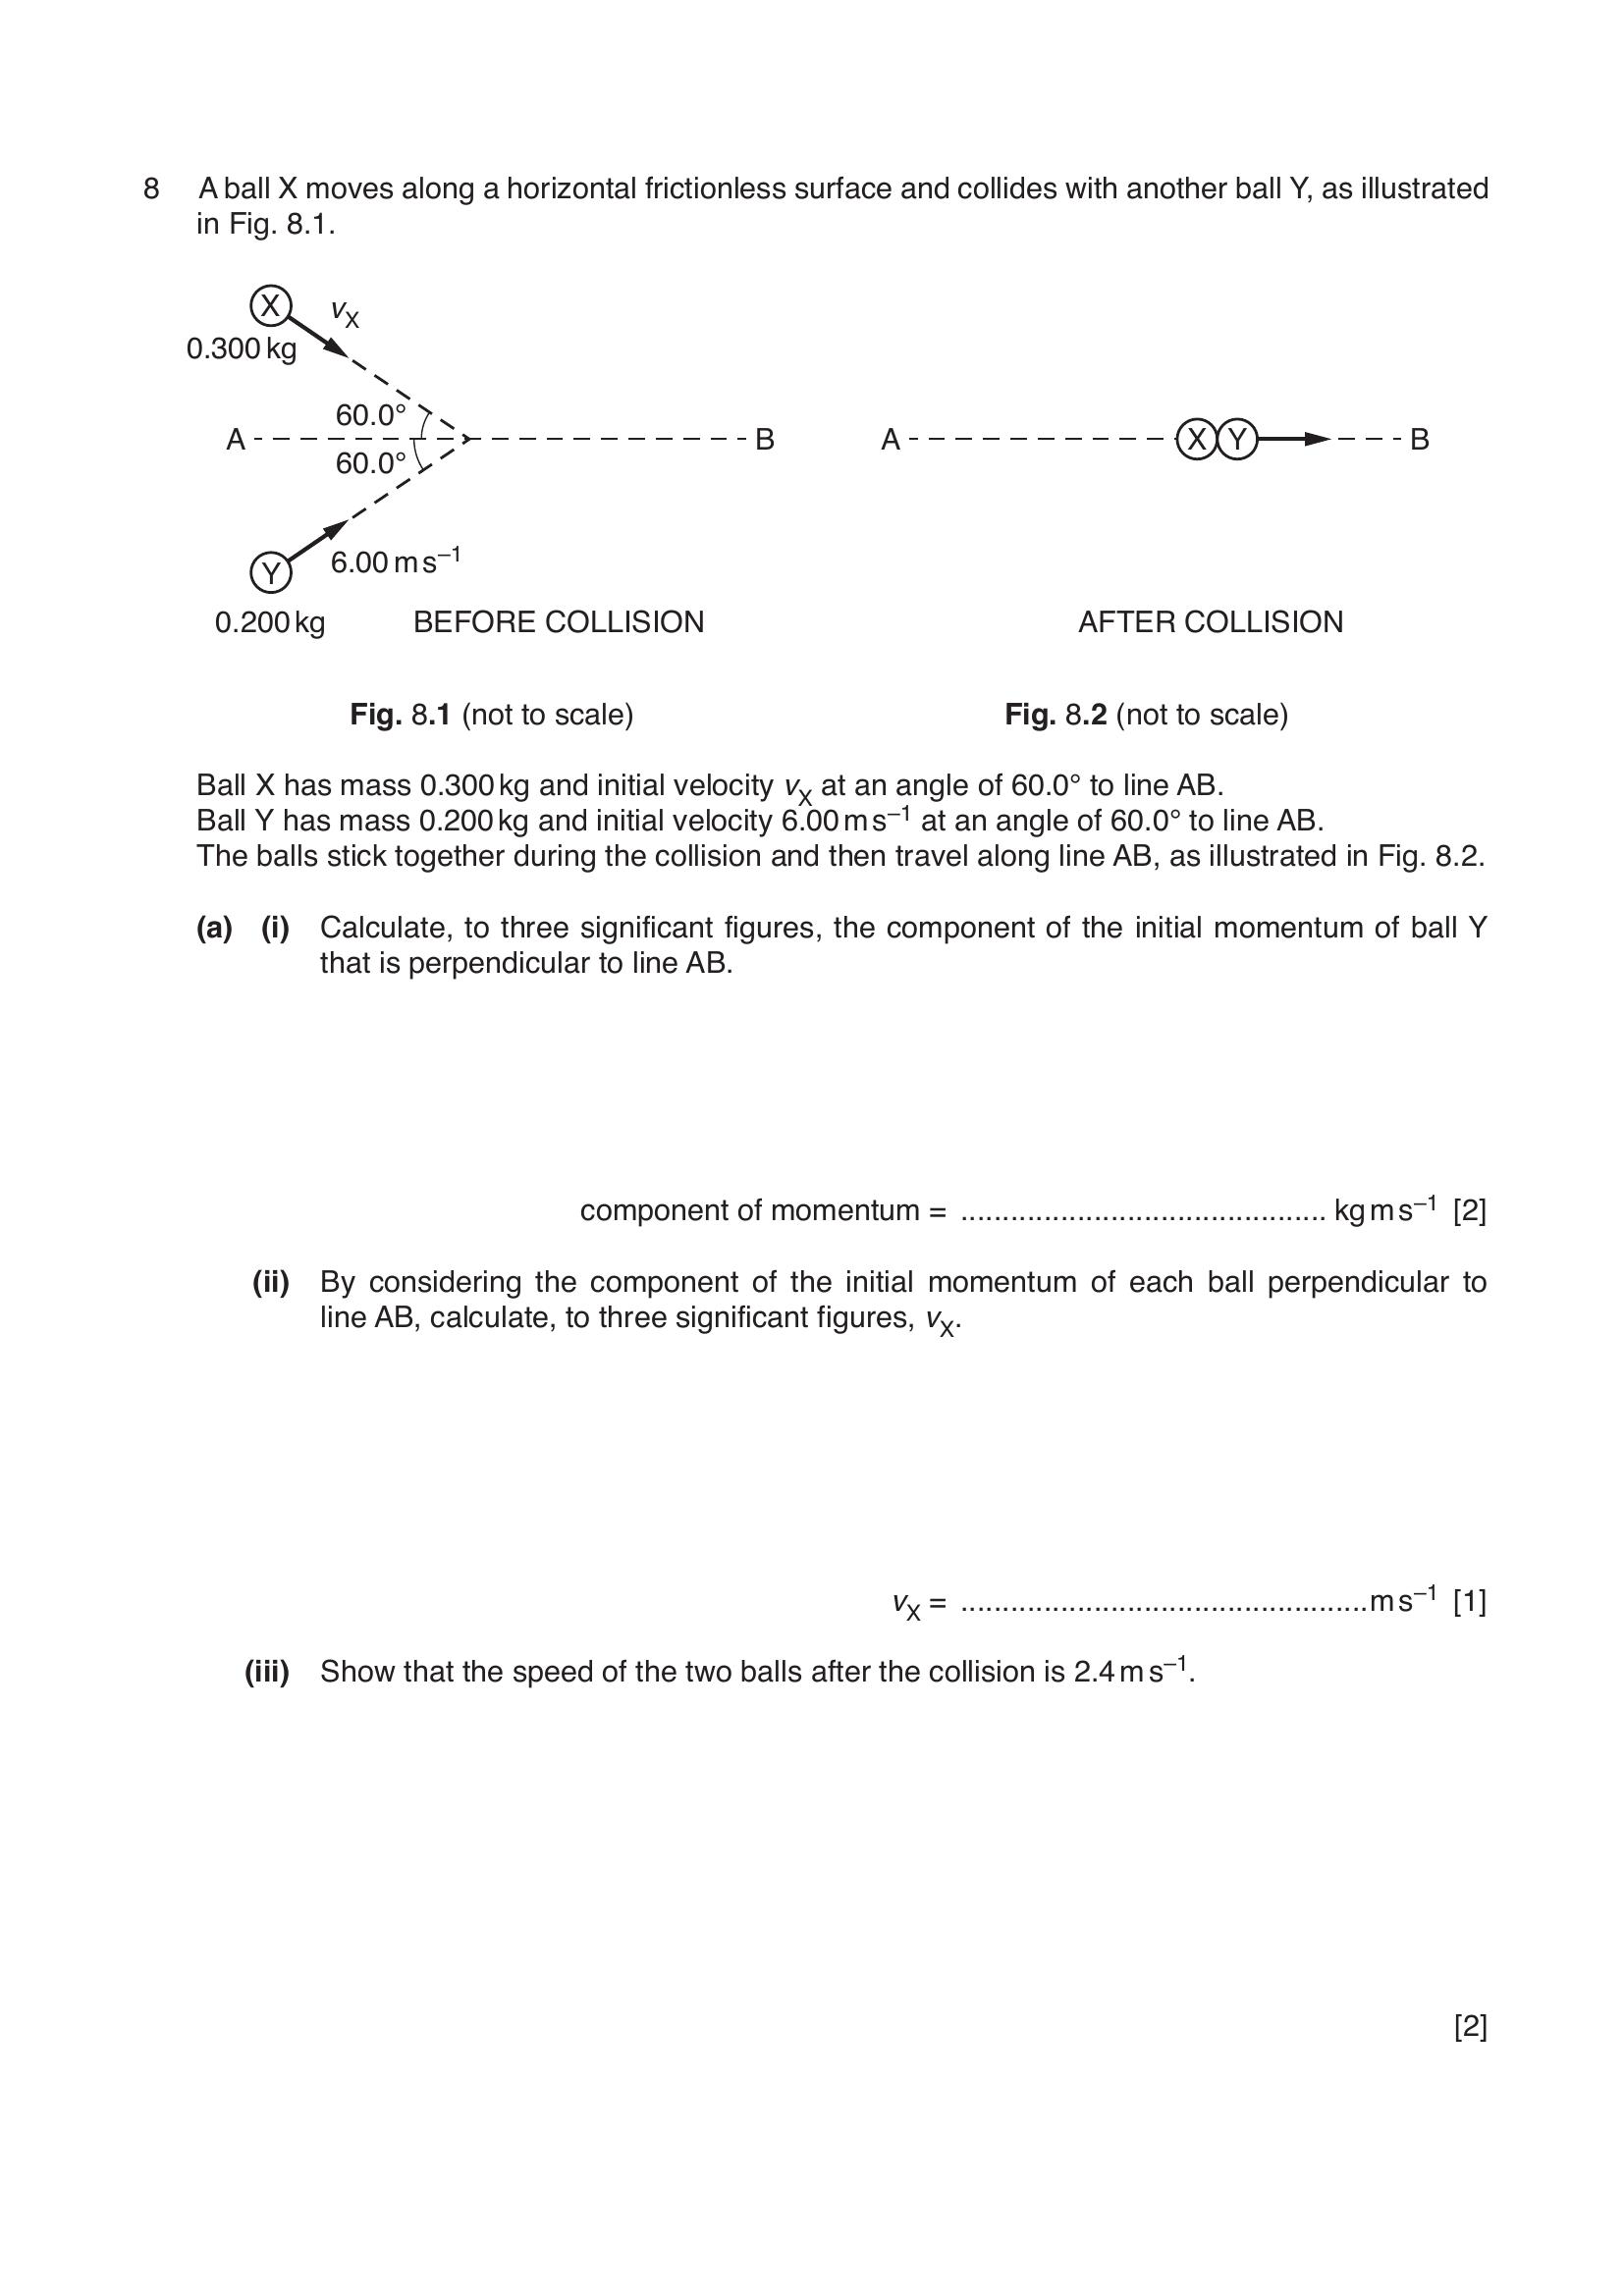 8 A ball X moves along a horizontal frictionless surface and collides with another ball Y, as illustrated
in Fig. 8.1.
X
vX
0.300 kg
60.0°
A
B
60.0°
Y
6.00 m s–1
0.200 kg
BEFORE COLLISION
A
X Y
B
AFTER COLLISION
Fig. 8.1 (not to scale)
Fig. 8.2 (not to scale)
Ball X has mass 0.300 kg and initial velocity vX at an angle of 60.0° to line AB.
Ball Y has mass 0.200 kg and initial velocity 6.00 m s–1 at an angle of 60.0° to line AB.
The balls stick together during the collision and then travel along line AB, as illustrated in Fig. 8.2.
(a) (i) Calculate, to three significant figures, the component of the initial momentum of ball Y
that is perpendicular to line AB.
component of momentum = ............................................ kg m s–1 [2]
(ii) By considering the component of the initial momentum of each ball perpendicular to
line AB, calculate, to three significant figures, vX.
vX = .................................................m s–1 [1]
(iii) Show that the speed of the two balls after the collision is 2.4 m s–1.
[2]